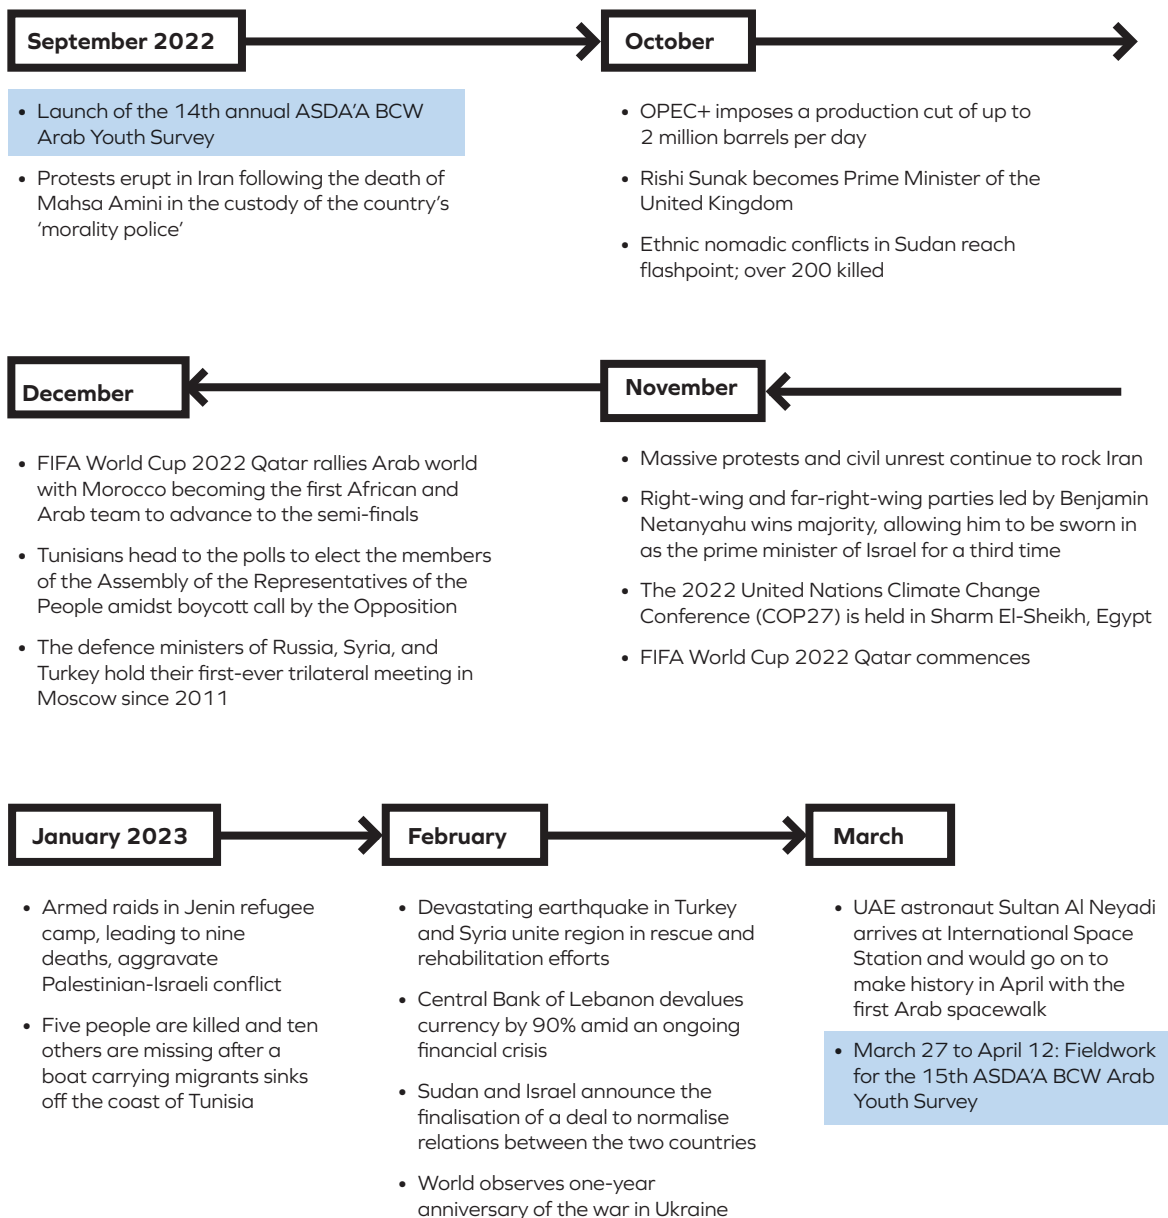 September 2022
• Launch of the 14th annual ASDA'A BCW
Arab Youth Survey
• Protests erupt in Iran following the death of
Mahsa Amini in the custody of the country's
'morality police'
October
• OPEC+ imposes a production cut of up to
2 million barrels per day
• Rishi Sunak becomes Prime Minister of the
United Kingdom
• Ethnic nomadic conflicts in Sudan reach
flashpoint; over 200 killed
November
• Massive protests and civil unrest continue to rock Iran
• Right-wing and far-right-wing parties led by Benjamin
Netanyahu wins majority, allowing him to be sworn in
as the prime minister of Israel for a third time
• The 2022 United Nations Climate Change
Conference (COP27) is held in Sharm El-Sheikh, Egypt
• FIFA World Cup 2022 Qatar commences
December
• FIFA World Cup 2022 Qatar rallies Arab world
with Morocco becoming the first African and
Arab team to advance to the semi-finals
• Tunisians head to the polls to elect the members
of the Assembly of the Representatives of the
People amidst boycott call by the Opposition
• The defence ministers of Russia, Syria, and
Turkey hold their first-ever trilateral meeting in
Moscow since 2011
January 2023
• Armed raids in Jenin refugee
camp, leading to nine
deaths, aggravate
Palestinian-Israeli conflict
• Five people are killed and ten
others are missing after a
boat carrying migrants sinks
off the coast of Tunisia
February
• Devastating earthquake in Turkey
and Syria unite region in rescue and
rehabilitation efforts
• Central Bank of Lebanon devalues
currency by 90% amid an ongoing
financial crisis
• Sudan and Israel announce the
finalisation of a deal to normalise
relations between the two countries
• World observes one-year
anniversary of the war in Ukraine
March
• UAE astronaut Sultan Al Neyadi
arrives at International Space
Station and would go on to
make history in April with the
first Arab spacewalk
• March 27 to April 12: Fieldwork
for the 15th ASDA'A BCW Arab
Youth Survey